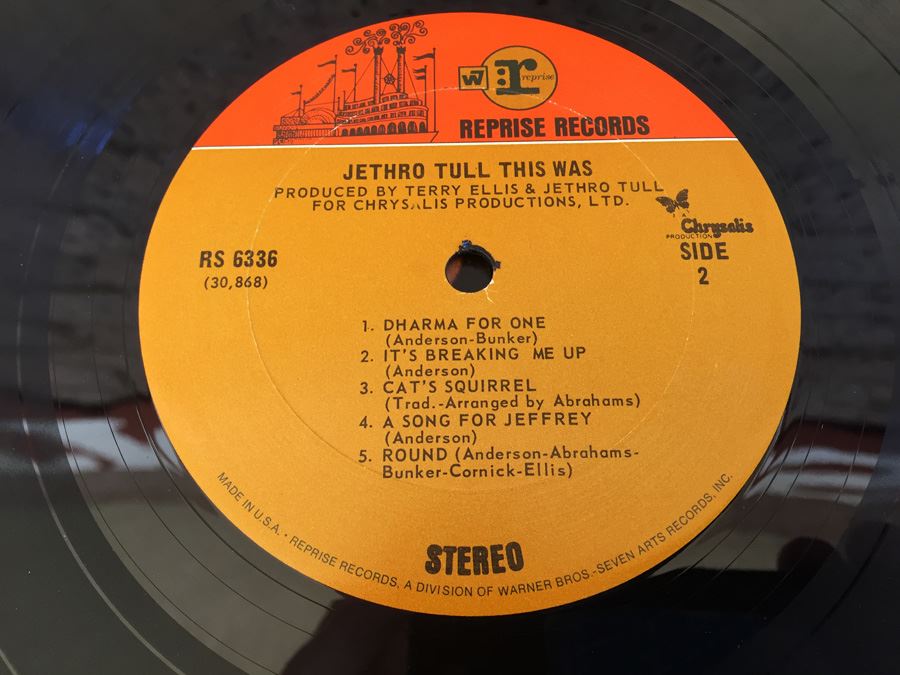 W7 r: reprise
REPRISE RECORDS
JETHRO TULL THIS WAS
PRODUCED BY TERRY ELLIS & JETHRO TULL
FOR CHRYSALIS PRODUCTIONS, LTD.
A
Chrysalis
PRODUCTION
SIDE
2
RS 6336
(30,868)
1. DHARMA FOR ONE
(Anderson-Bunker)
2. IT'S BREAKING ME UP
(Anderson)
3. CAT'S SQUIRREL
(Trad.-Arranged by Abrahams)
4. A SONG FOR JEFFREY
(Anderson)
5. ROUND (Anderson-Abrahams-
Bunker-Cornick-Ellis)
STEREO
MADE IN U.S.A. • REPRISE RECORDS, A DIVISION OF WARNER BROS.-SEVEN ARTS RECORDS, INC.